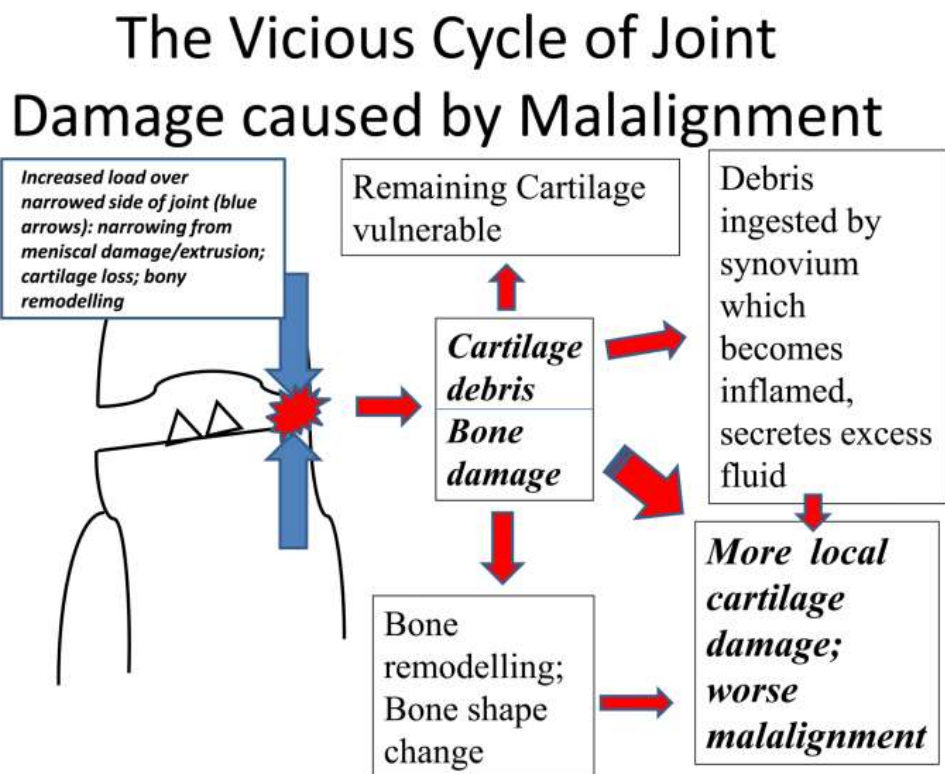 The Vicious Cycle of Joint
Damage caused by Malalignment
Increased load over
narrowed side of joint (blue
arrows): narrowing from
meniscal damage/extrusion;
cartilage loss; bony
remodelling
Remaining Cartilage
vulnerable
Debris
ingested by
synovium
which
becomes
inflamed,
secretes excess
fluid
Cartilage
debris
Bone
damage
Bone
remodelling;
Bone shape
change
More local
cartilage
damage;
worse
malalignment